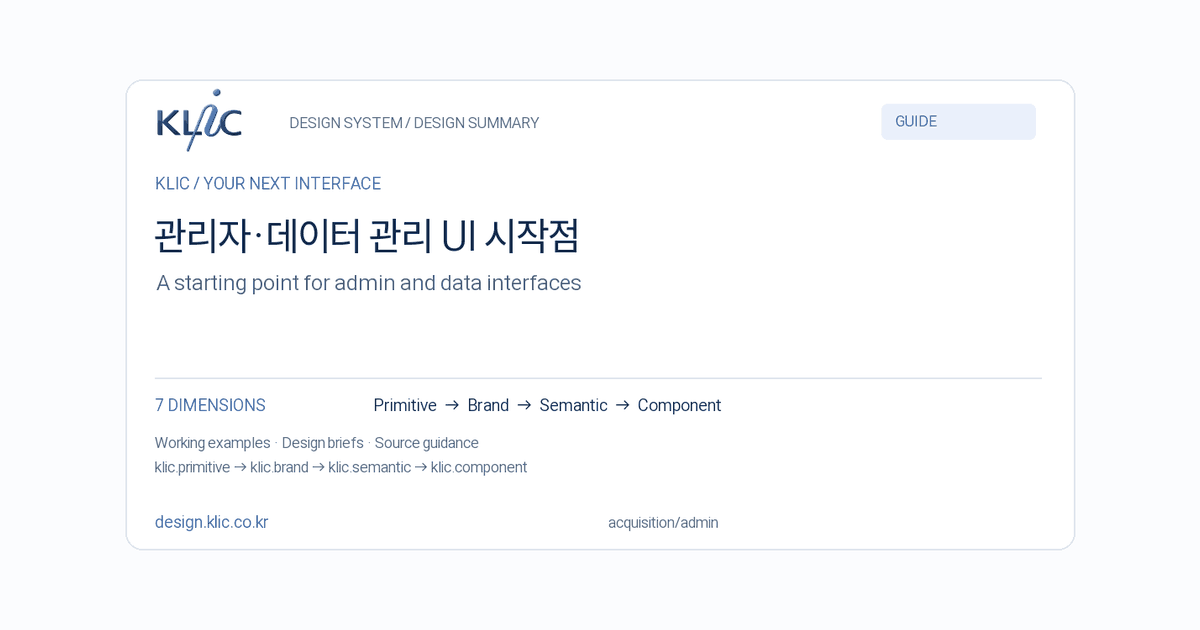 KLiC
DESIGN SYSTEM / DESIGN SUMMARY
GUIDE
KLIC / YOUR NEXT INTERFACE
관리자·데이터 관리 UI 시작점
A starting point for admin and data interfaces
7 DIMENSIONS
Primitive → Brand → Semantic → Component
Working examples · Design briefs · Source guidance
klic.primitive → klic.brand → klic.semantic → klic.component
design.klic.co.kr
acquisition/admin